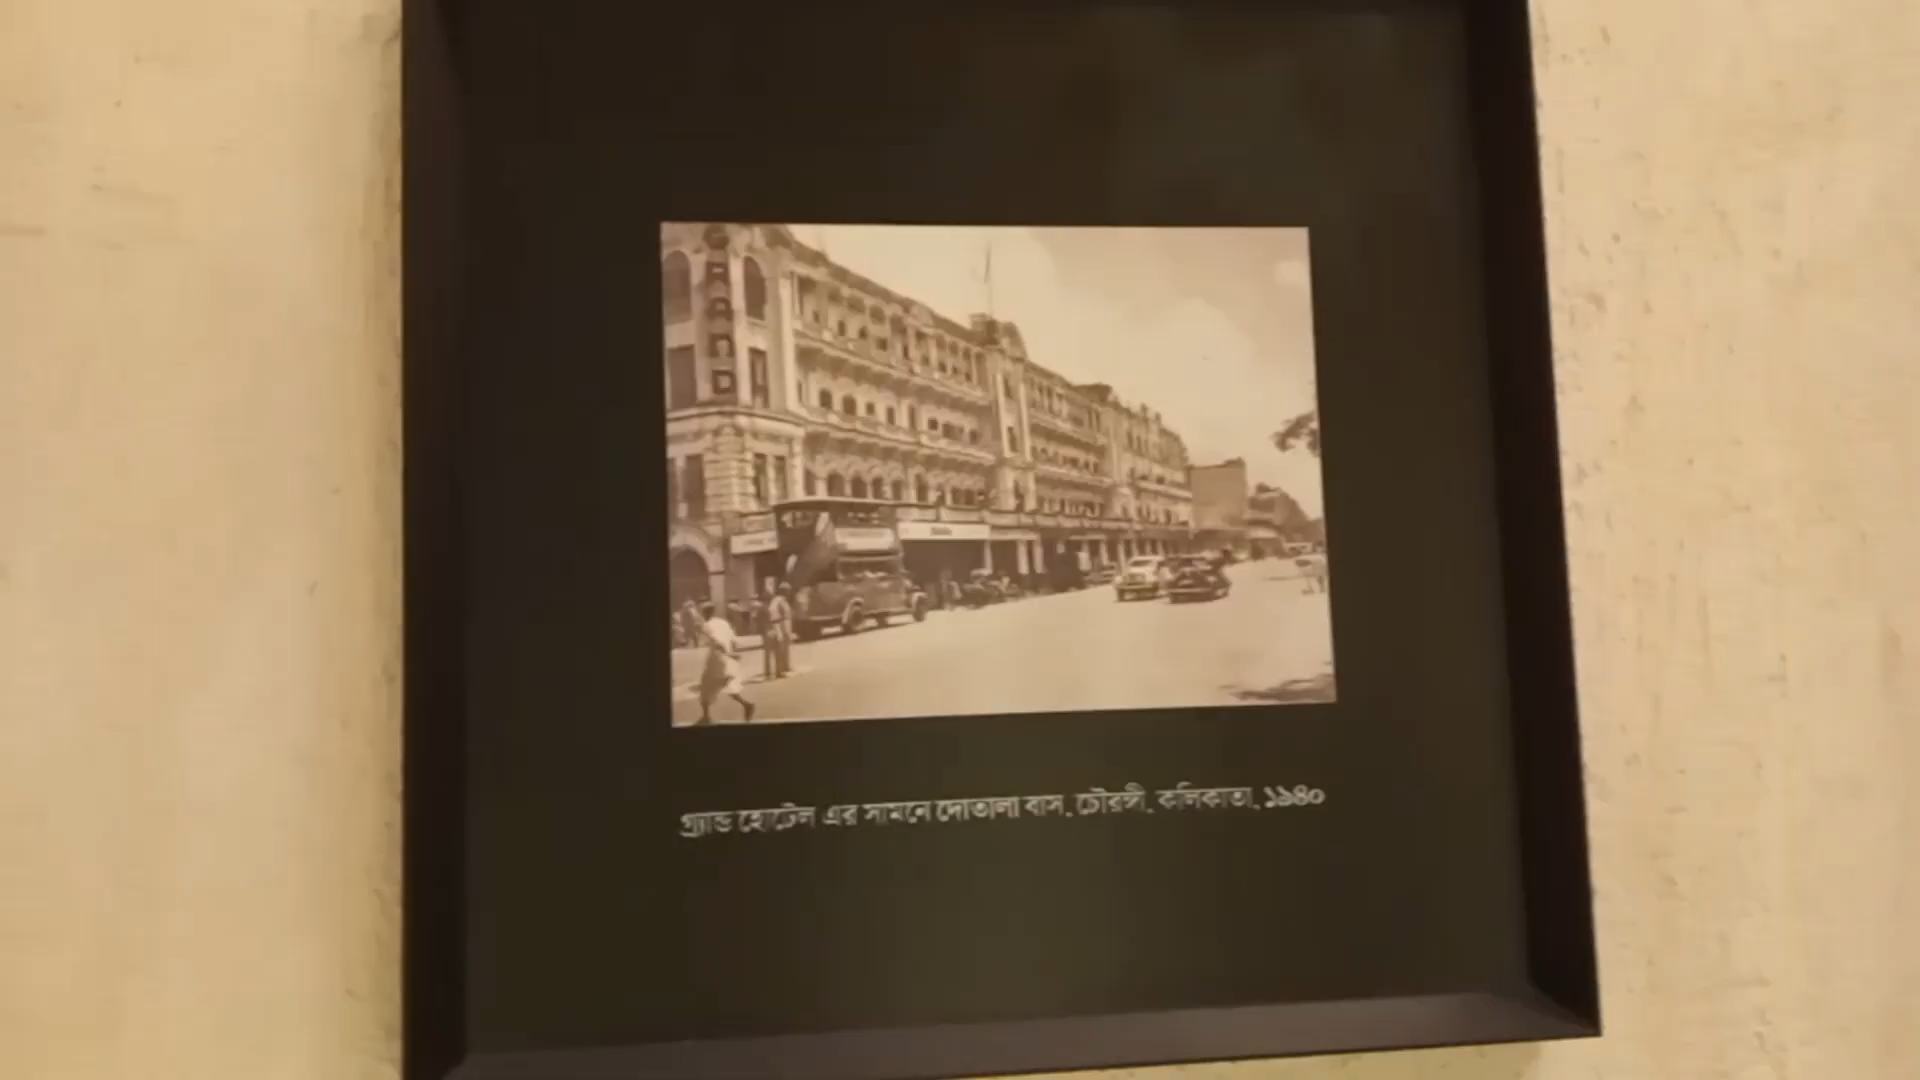 GRAND
গ্র্যান্ড হোটেল এর সামনে দোতালা বাস, চৌরঙ্গী, কলিকাতা, ১৯৪০